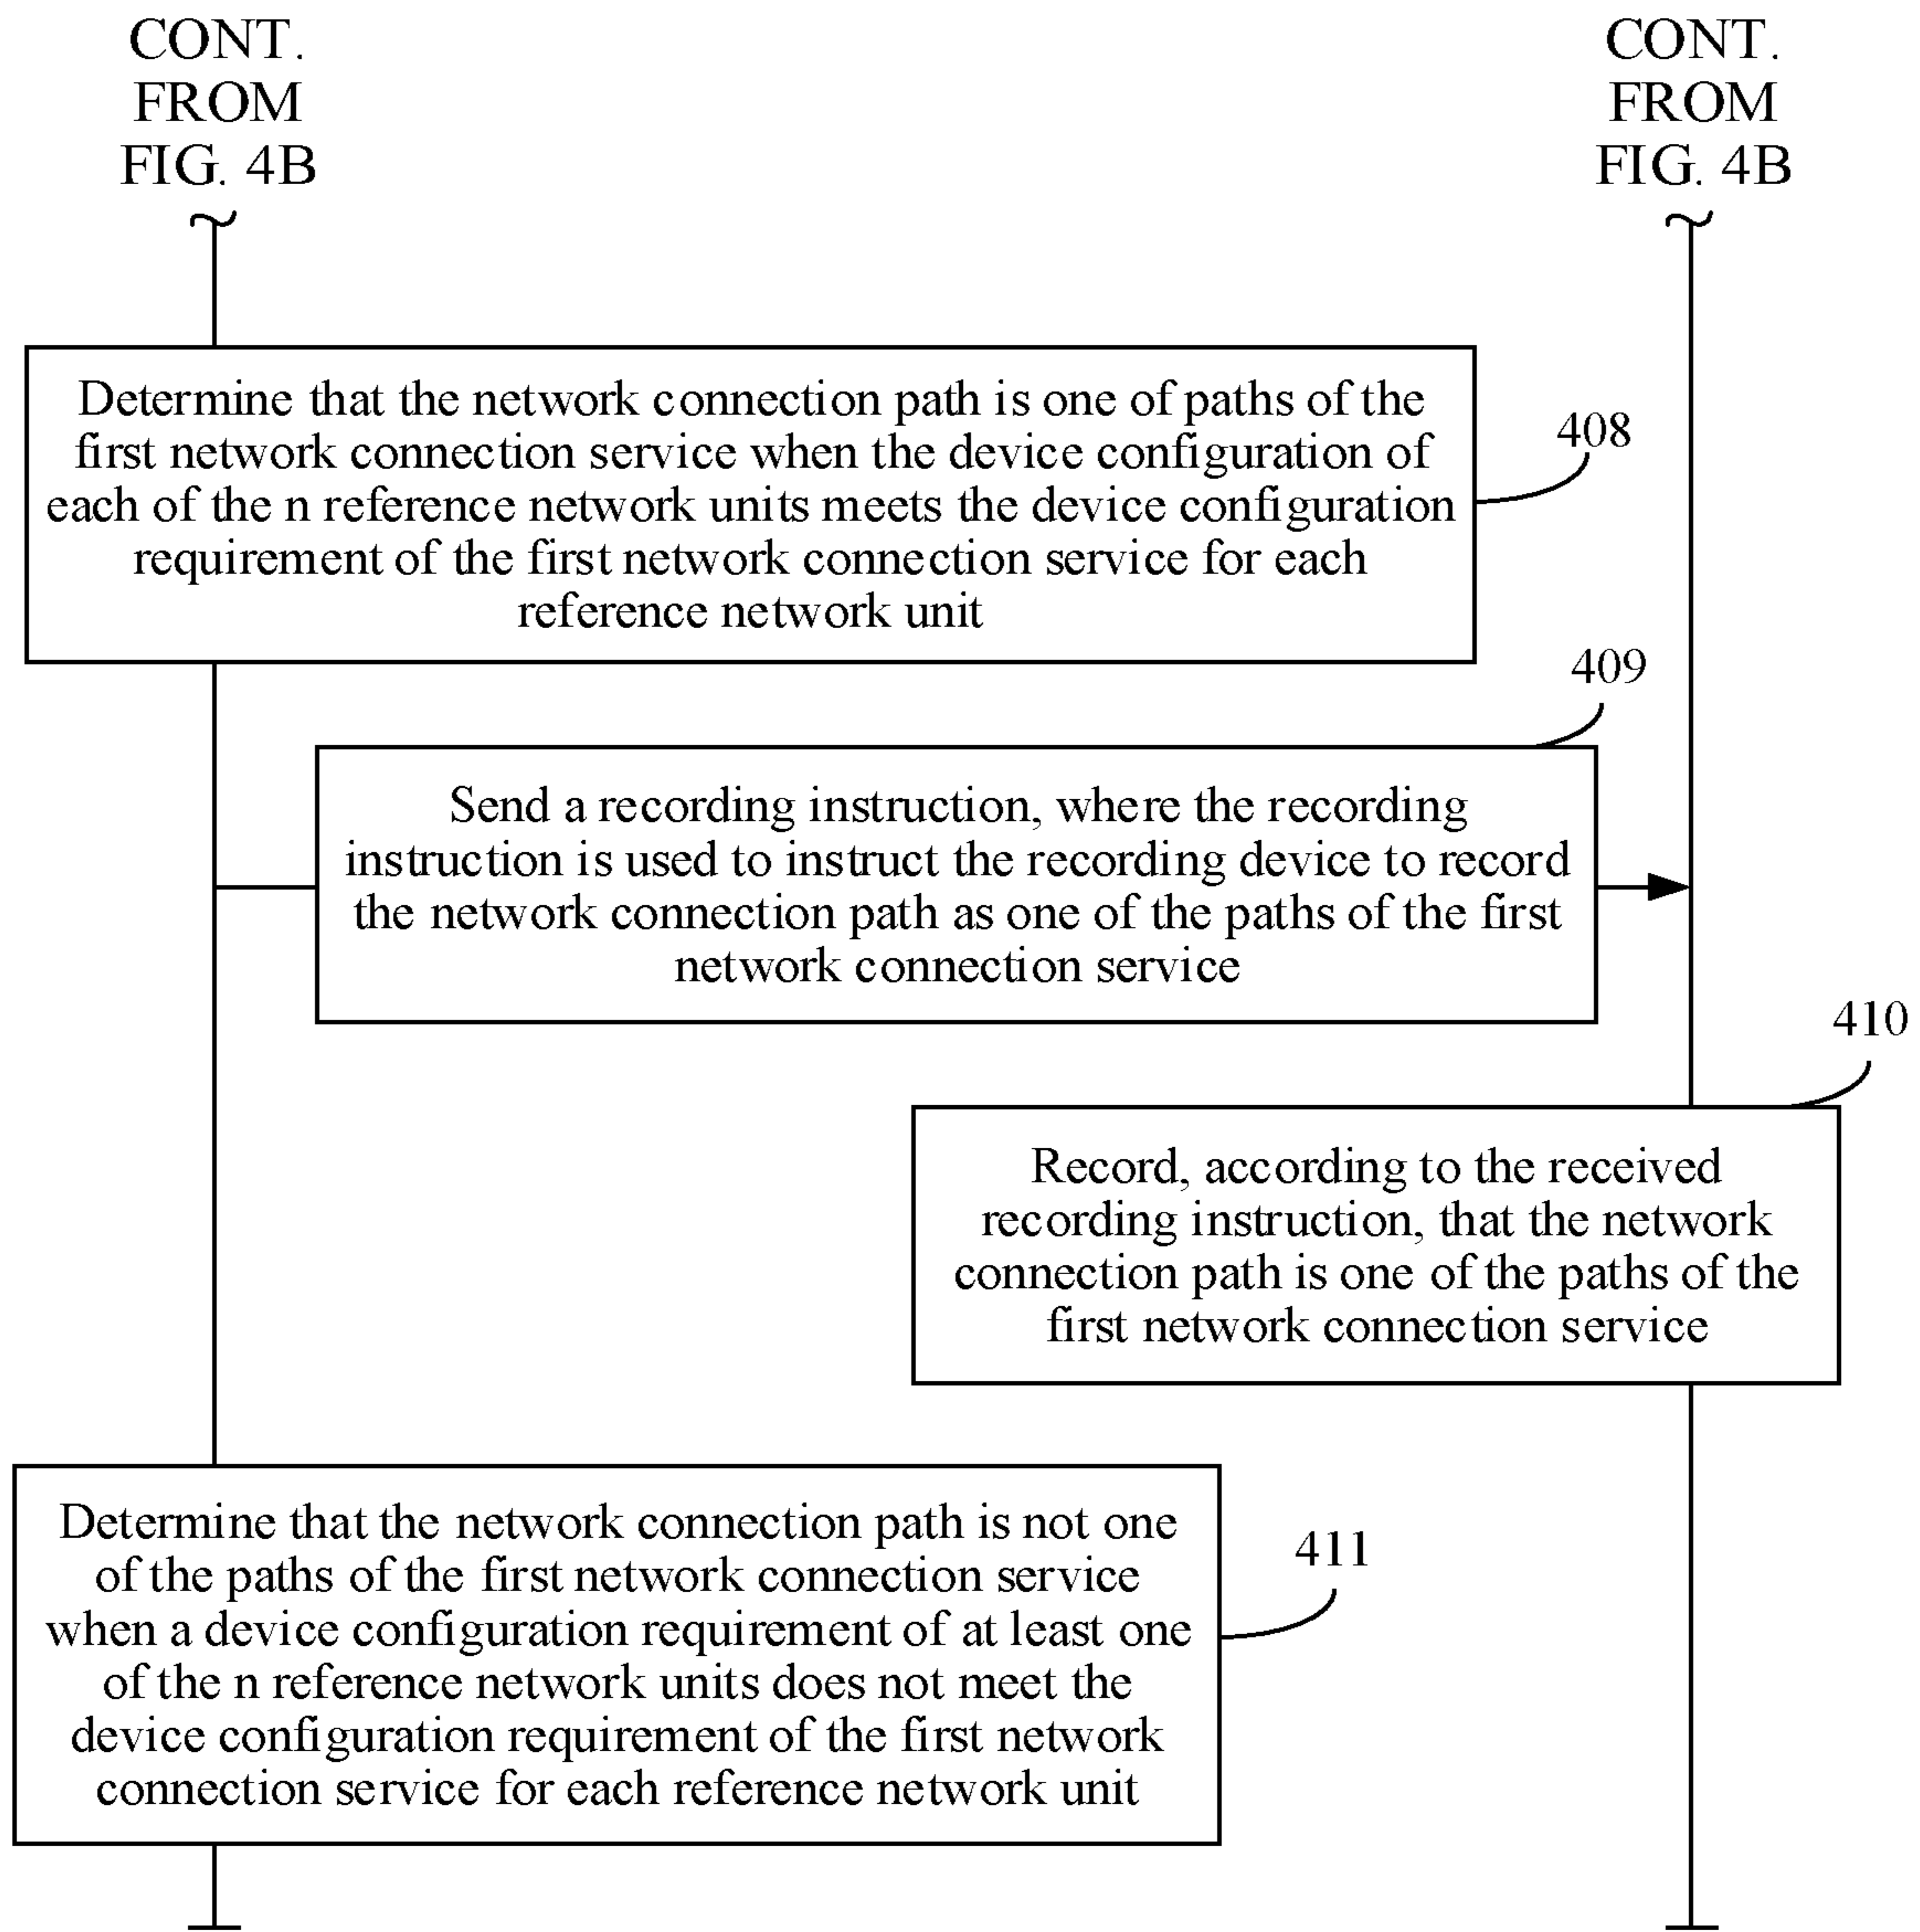 CONT.
FROM
FIG. 4B
CONT.
FROM
FIG. 4B
Determine that the network connection path is one of paths of the
first network connection service when the device configuration of
each of the n reference network units meets the device configuration
requirement of the first network connection service for each
reference network unit
408
409
Send a recording instruction, where the recording
instruction is used to instruct the recording device to record
the network connection path as one of the paths of the first
network connection service
410
Record, according to the received
recording instruction, that the network
connection path is one of the paths of the
first network connection service
Determine that the network connection path is not one
of the paths of the first network connection service
when a device configuration requirement of at least one
of the n reference network units does not meet the
device configuration requirement of the first network
connection service for each reference network unit
411